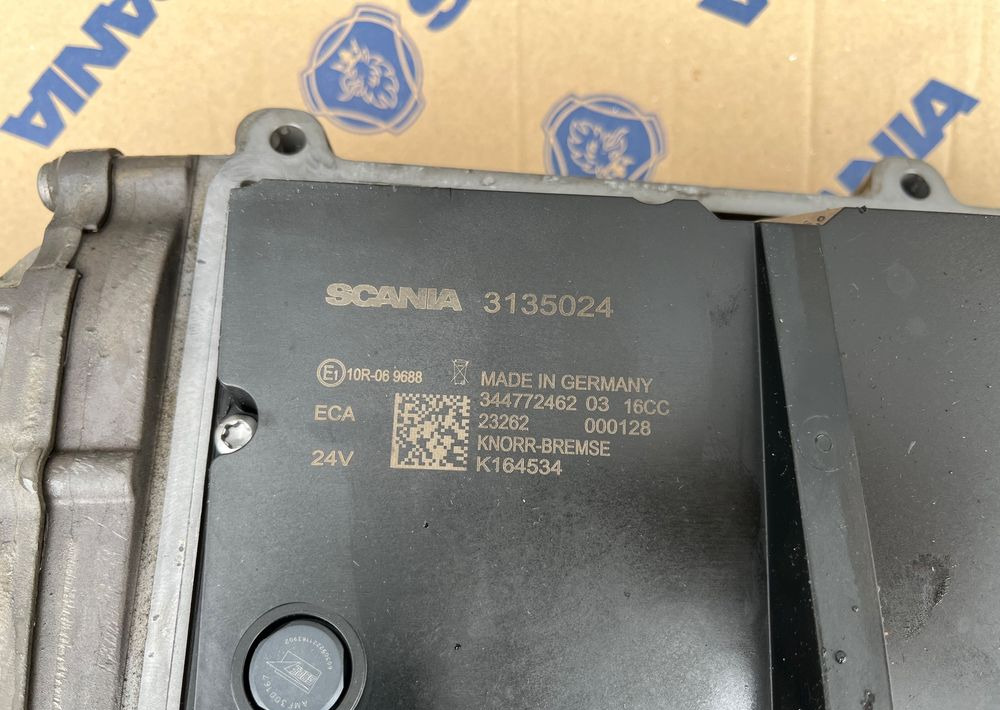 SCANIA
SCANIA 3135024
E1 10R-06 9688
MADE IN GERMANY
344772462 03 16CC
ECA
23262 000128
KNORR-BREMSE
24V
K164534